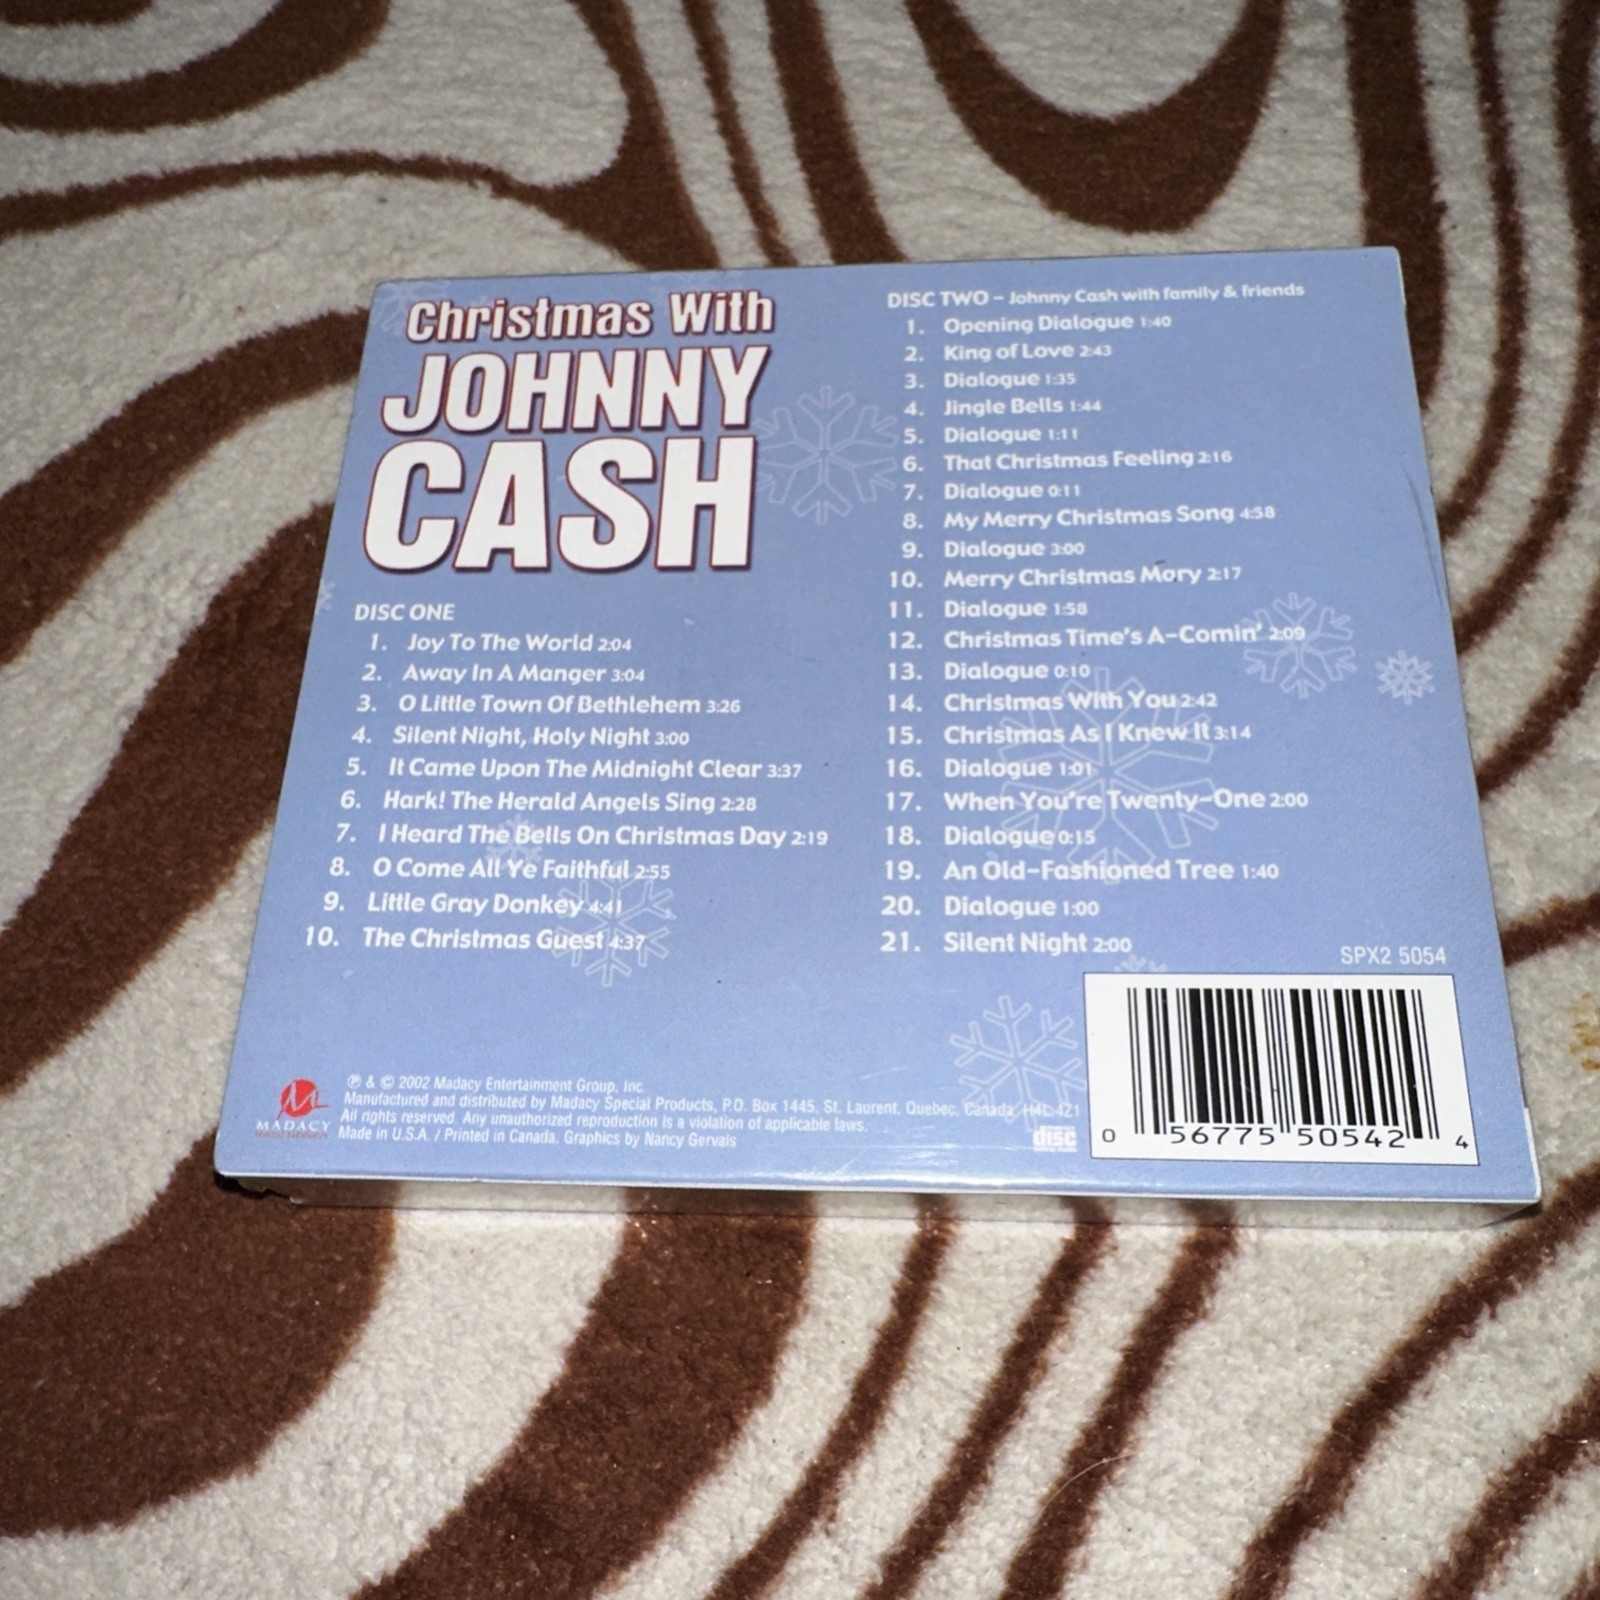 Christmas With
JOHNNY
CASH
DISC ONE
1. Joy To The World 2:04
2. Away In A Manger 3:04
3. O Little Town Of Bethlehem 3:26
4. Silent Night, Holy Night 3:00
5. It Came Upon The Midnight Clear 3:37
6. Hark! The Herald Angels Sing 2:28
7. I Heard The Bells On Christmas Day 2:19
8. O Come All Ye Faithful 2:55
9. Little Gray Donkey 4:41
10. The Christmas Guest 4:37
DISC TWO – Johnny Cash with family & friends
1. Opening Dialogue 1:40
2. King of Love 2:43
3. Dialogue 1:35
4. Jingle Bells 1:44
5. Dialogue 1:11
6. That Christmas Feeling 2:16
7. Dialogue 0:11
8. My Merry Christmas Song 4:58
9. Dialogue 3:00
10. Merry Christmas Mory 2:17
11. Dialogue 1:58
12. Christmas Time's A-Comin' 2:09
13. Dialogue 0:10
14. Christmas With You 2:42
15. Christmas As I Knew It 3:14
16. Dialogue 1:01
17. When You're Twenty-One 2:00
18. Dialogue 0:15
19. An Old-Fashioned Tree 1:40
20. Dialogue 1:00
21. Silent Night 2:00
SPX2 5054
MADACY
℗ & © 2002 Madacy Entertainment Group, Inc.
Manufactured and distributed by Madacy Special Products, P.O. Box 1445, St. Laurent, Quebec, Canada H4L 4Z1
All rights reserved. Any unauthorized reproduction is a violation of applicable laws.
Made in U.S.A. / Printed in Canada. Graphics by Nancy Gervais
disc
0 56775 50542 4